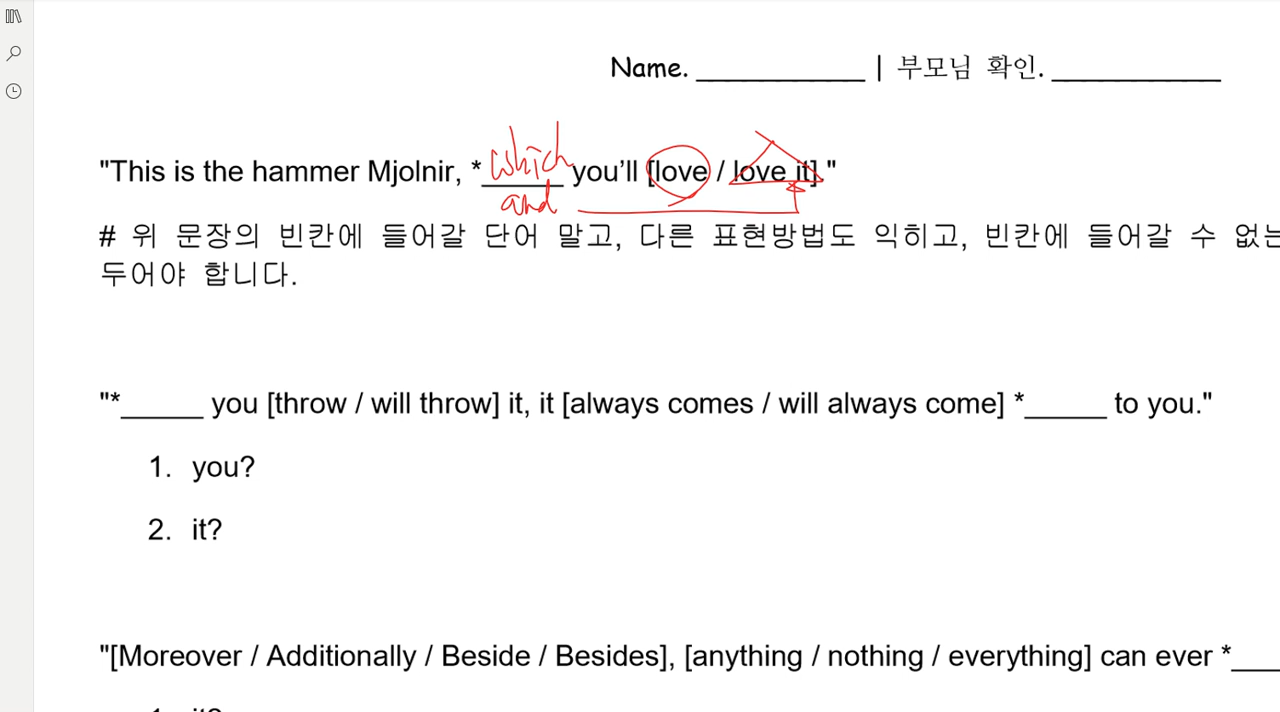 Name. __________ | 부모님 확인. __________
"This is the hammer Mjolnir, *which you'll [love / love it]."
and
# 위 문장의 빈칸에 들어갈 단어 말고, 다른 표현방법도 익히고, 빈칸에 들어갈 수 없는
두어야 합니다.
"*_____ you [throw / will throw] it, it [always comes / will always come] *_____ to you."
1. you?
2. it?
"[Moreover / Additionally / Beside / Besides], [anything / nothing / everything] can ever *___
1. it?